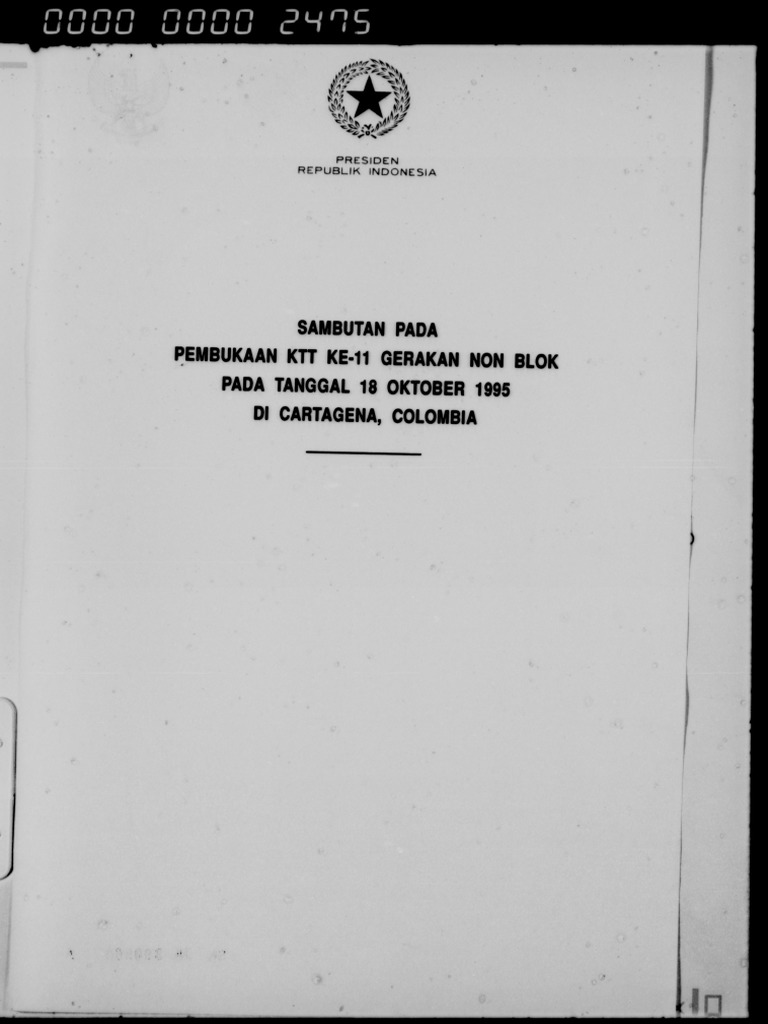 0000 0000 2475
PRESIDEN
REPUBLIK INDONESIA
SAMBUTAN PADA
PEMBUKAAN KTT KE-11 GERAKAN NON BLOK
PADA TANGGAL 18 OKTOBER 1995
DI CARTAGENA, COLOMBIA